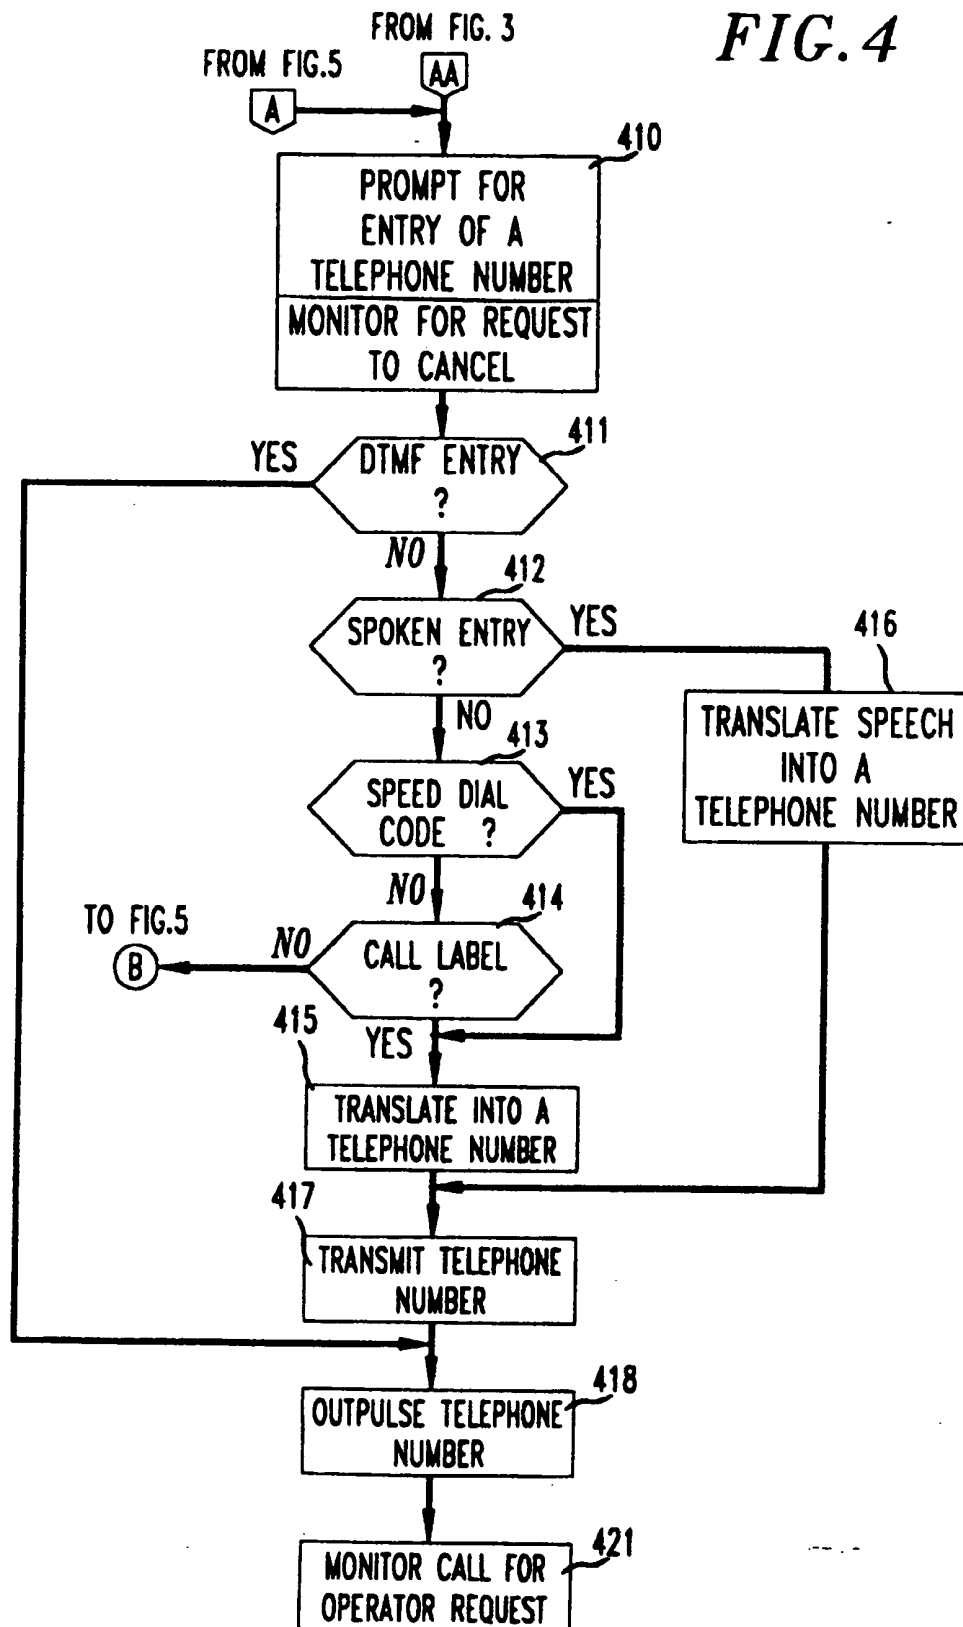 FROM FIG. 3
FIG. 4
FROM FIG.5
AA
A
410
PROMPT FOR
ENTRY OF A
TELEPHONE NUMBER
MONITOR FOR REQUEST
TO CANCEL
411
YES
DTMF ENTRY
?
NO
412
SPOKEN ENTRY
?
YES
416
TRANSLATE SPEECH
INTO A
TELEPHONE NUMBER
NO
413
SPEED DIAL
CODE ?
YES
NO
414
TO FIG.5
B
NO
CALL LABEL
?
415
YES
TRANSLATE INTO A
TELEPHONE NUMBER
417
TRANSMIT TELEPHONE
NUMBER
418
OUTPULSE TELEPHONE
NUMBER
421
MONITOR CALL FOR
OPERATOR REQUEST